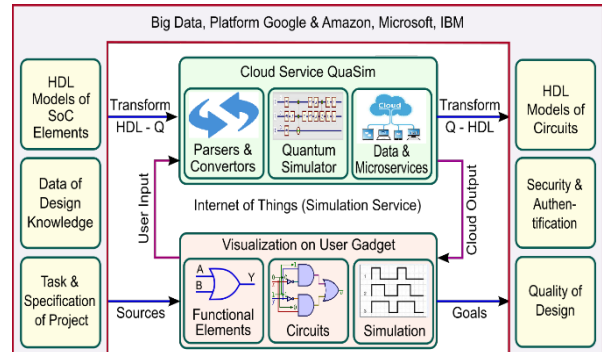 Big Data, Platform Google & Amazon, Microsoft, IBM
HDL
Models of
SoC
Elements
Transform
HDL - Q
Cloud Service QuaSim
Parsers &
Convertors
Quantum
Simulator
Cloud
Data &
Microservices
Transform
Q - HDL
HDL
Models of
Circuits
Data of
Design
Knowledge
User Input
Internet of Things (Simulation Service)
Cloud Output
Security &
Authen-
tification
Visualization on User Gadget
Task &
Specification
of Project
Sources
A
B
Y
Functional
Elements
Circuits
Simulation
Goals
Quality of
Design